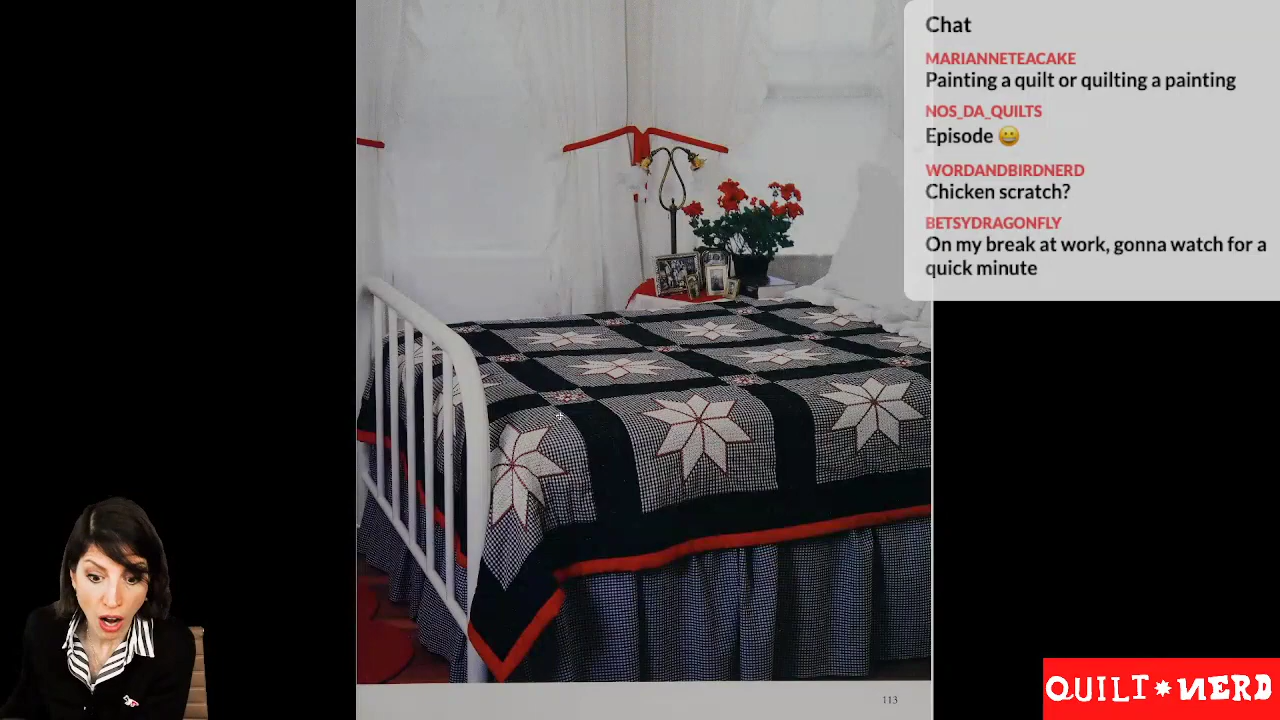 Chat
MARIANNETEACAKE
Painting a quilt or quilting a painting
NOS_DA_QUILTS
Episode 😀
WORDANDBIRDNERD
Chicken scratch?
BETSYDRAGONFLY
On my break at work, gonna watch for a
quick minute
113
QUILT NERD